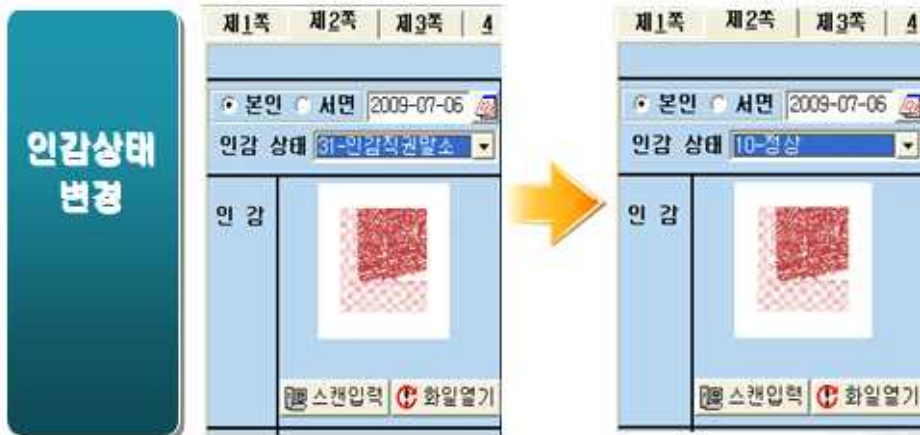 인감상태
변경
제1쪽 제2쪽 제3쪽 4
본인 서면 2009-07-06
인감 상태 31-인감직권말소
인 감
스캔입력 화일열기
제1쪽 제2쪽 제3쪽 4
본인 서면 2009-07-06
인감 상태 10-정상
인 감
스캔입력 화일열기